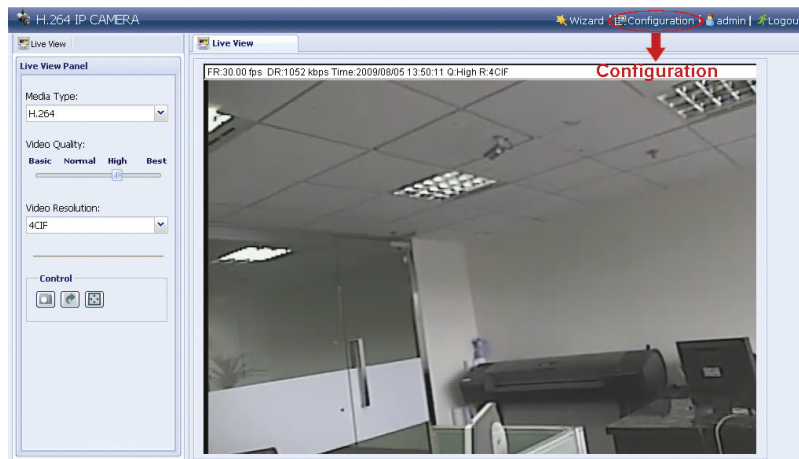 H.264 IP CAMERA
Wizard | Configuration | admin | Logout
Live View
Live View
Live View Panel
FR:30.00 fps DR:1052 kbps Time:2009/08/05 13:50:11 Q:High R:4CIF
Configuration
Media Type:
H.264
Video Quality:
Basic Normal High Best
Video Resolution:
4CIF
Control